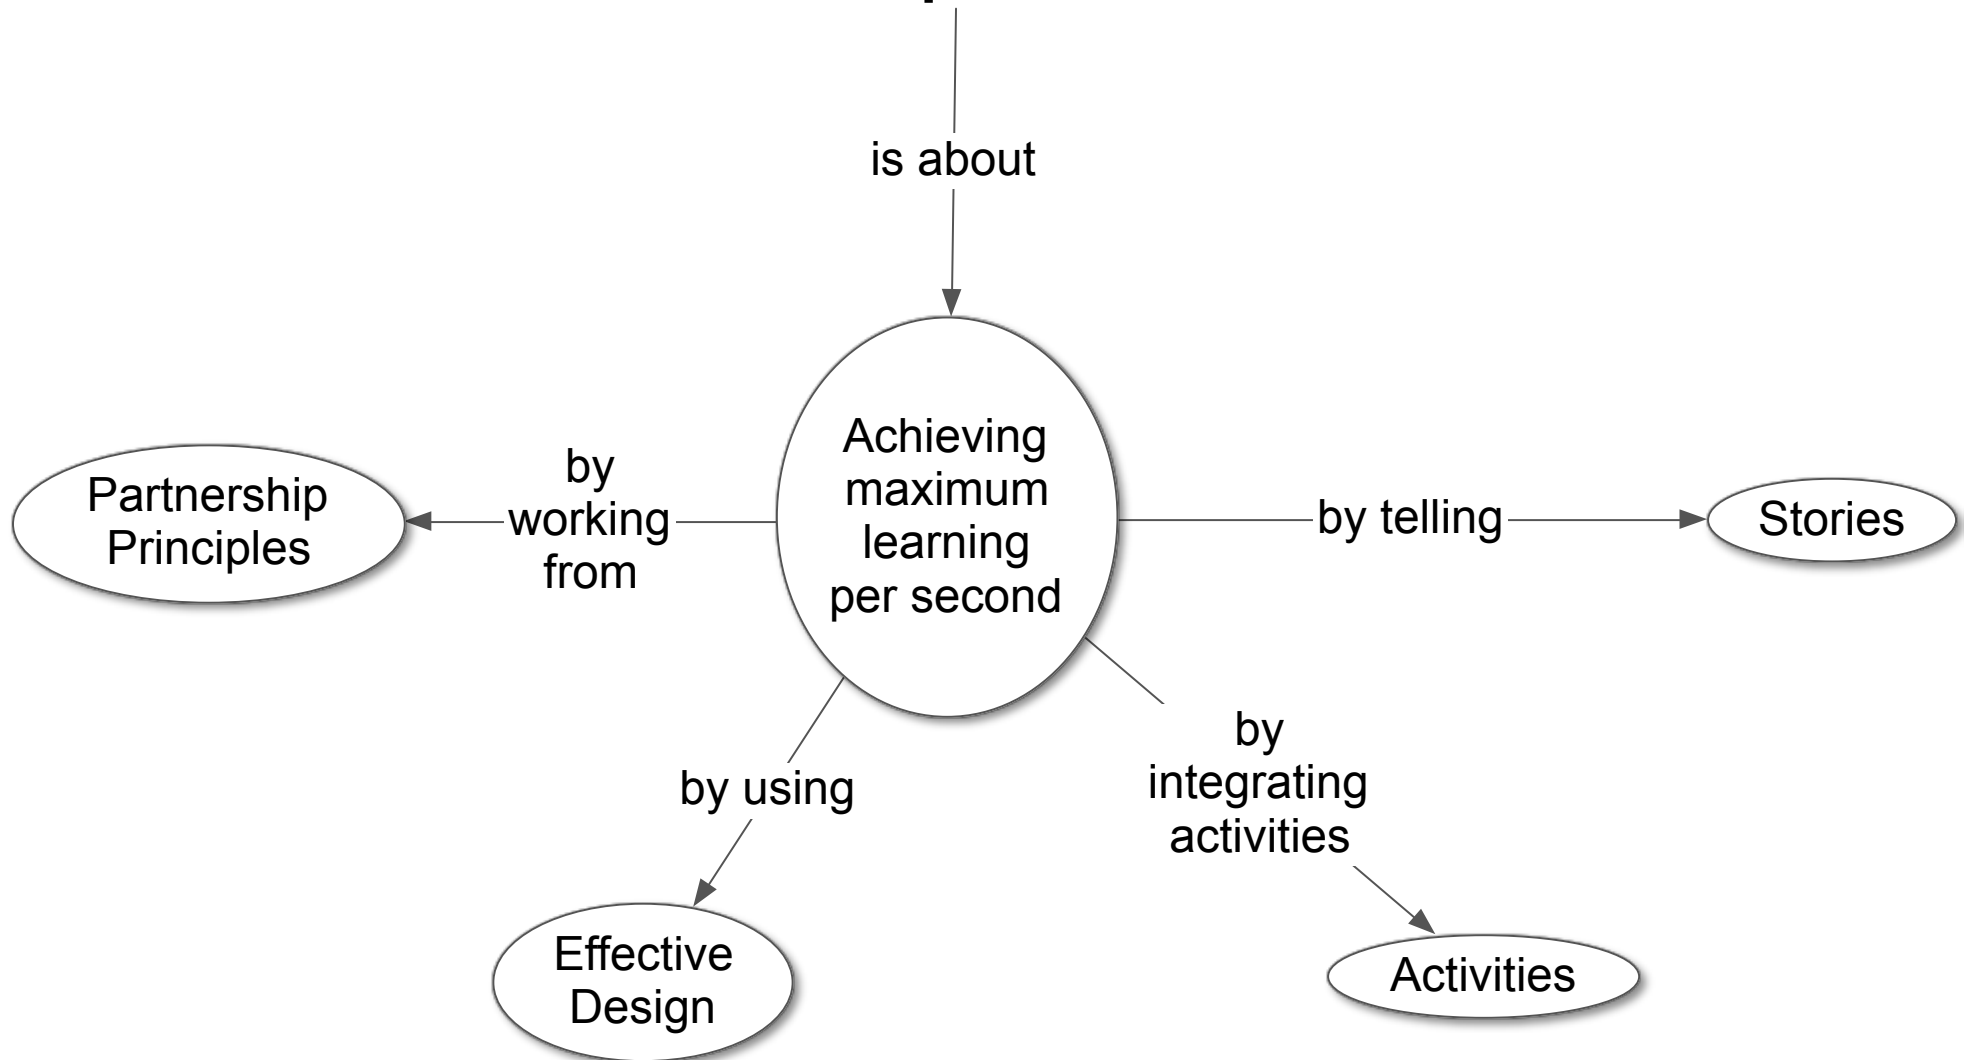 is about
Achieving
maximum
learning
per second
by
working
from
Partnership
Principles
by telling
Stories
by using
Effective
Design
by
integrating
activities
Activities